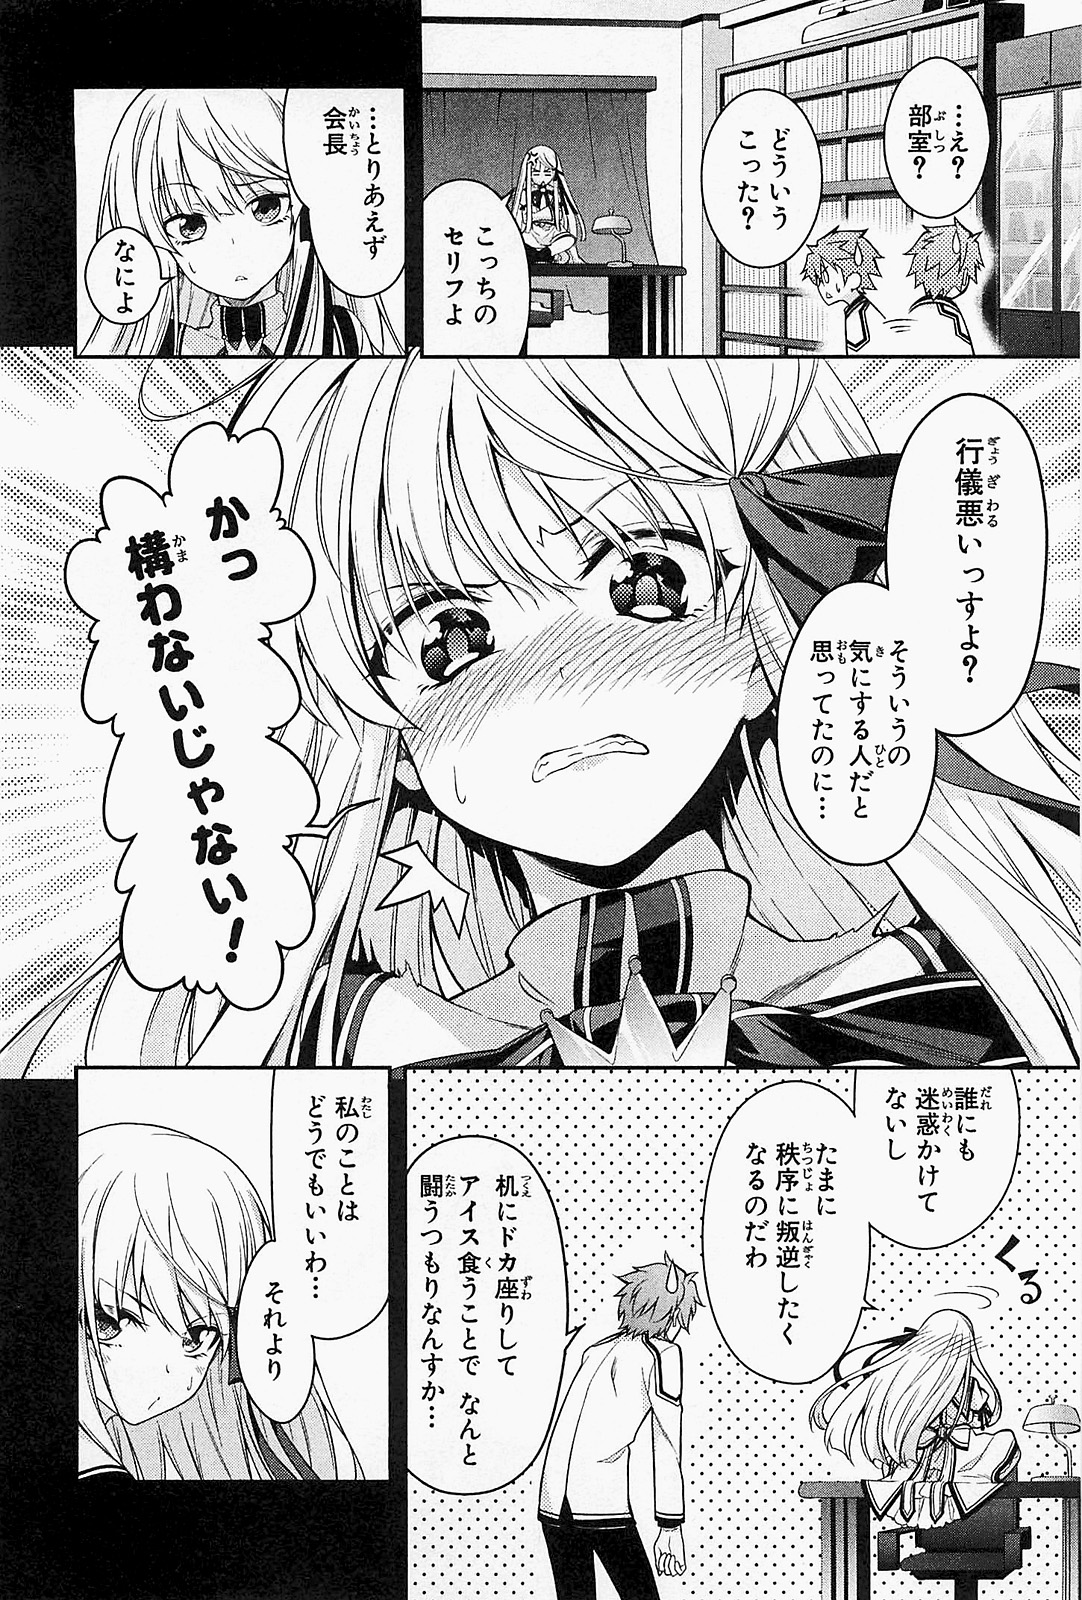 …え？
部室？
どういう
こった？
こっちの
セリフよ
…とりあえず
会長
なによ
行儀悪いっすよ？
そういうの
気にする人だと
思ってたのに…
かっ
構わないじゃない！
誰にも
迷惑かけて
ないし
たまに
秩序に叛逆したく
なるのだわ
くる
机にドカ座りして
アイス食うことで なんと
闘うつもりなんすか…
私のことは
どうでもいいわ…
それより